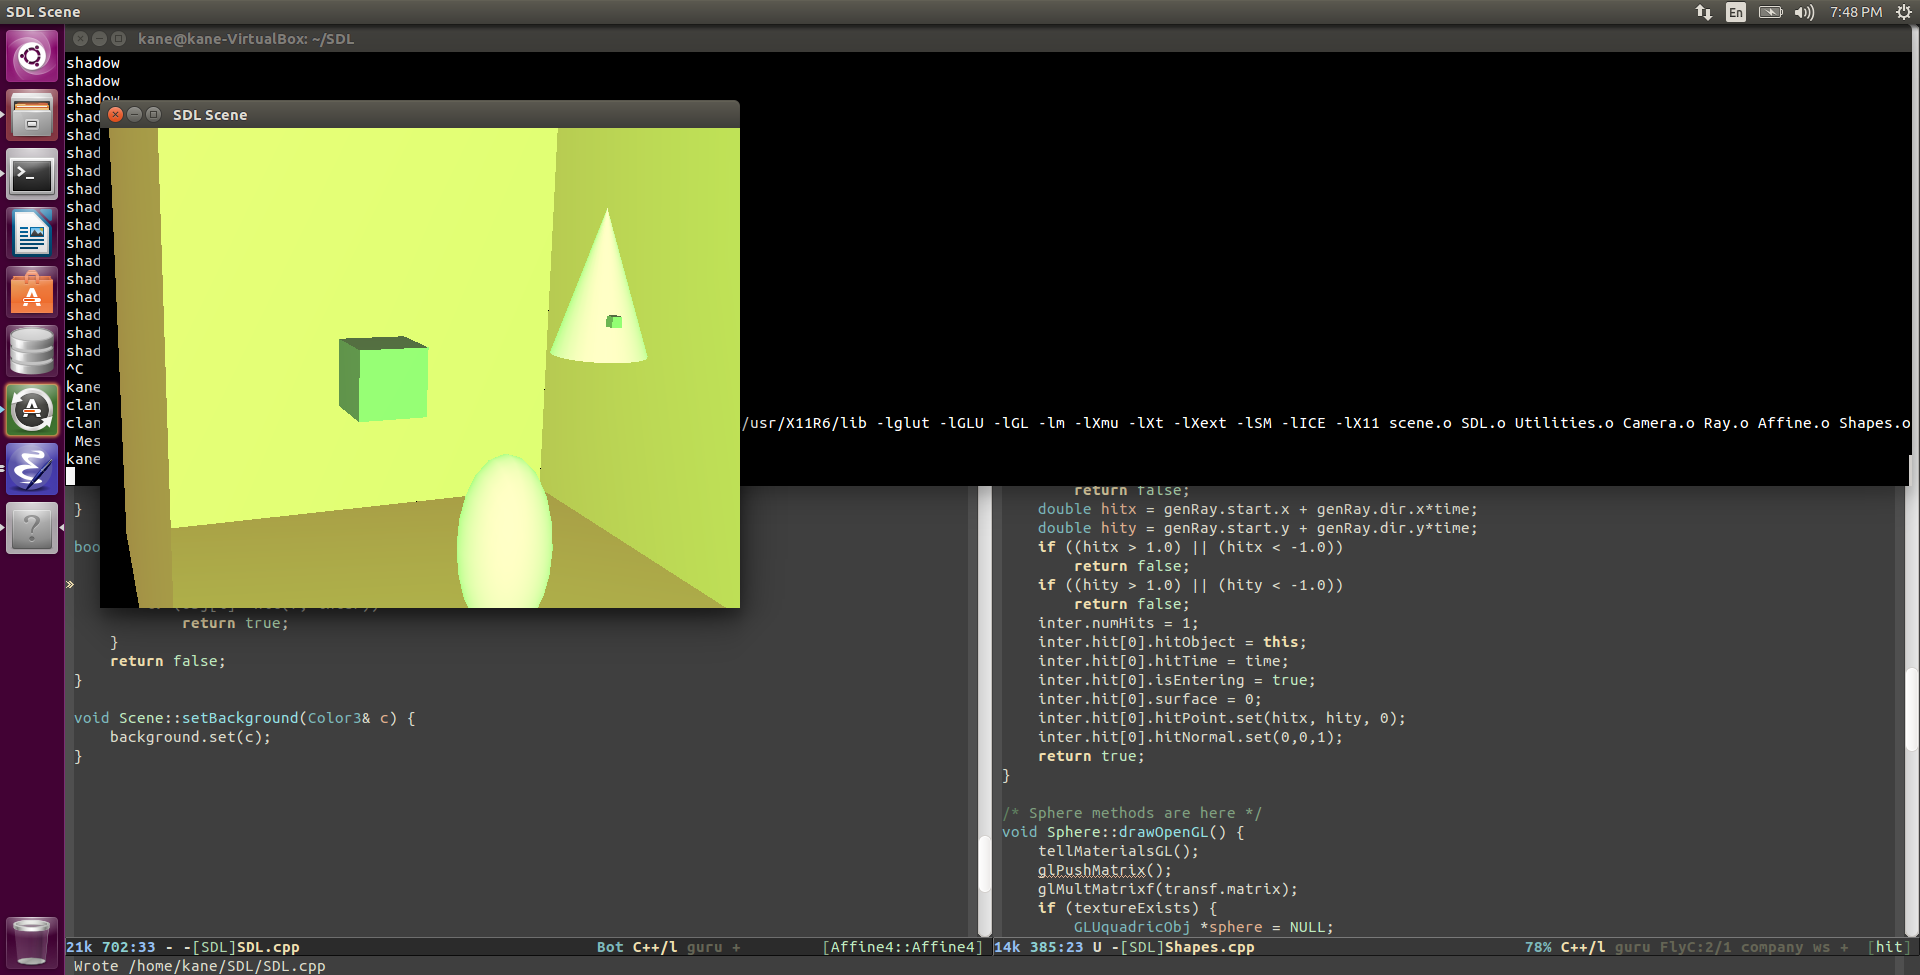 SDL Scene
En
7:48 PM
kane@kane-VirtualBox: ~/SDL
shadow
shadow
shadow
shad
shad
shad
shad
shad
shad
shad
shad
shad
shad
shad
shad
shad
shad
^C
kane
clan
clan
Mes
kane
SDL Scene
/usr/X11R6/lib -lglut -lGLU -lGL -lm -lXmu -lXt -lXext -lSM -lICE -lX11 scene.o SDL.o Utilities.o Camera.o Ray.o Affine.o Shapes.o
}
boo
»
return true;
}
return false;
}
void Scene::setBackground(Color3& c) {
background.set(c);
}
21k 702:33 - -[SDL]SDL.cpp Bot C++/l guru + [Affine4::Affine4]
return false;
double hitx = genRay.start.x + genRay.dir.x*time;
double hity = genRay.start.y + genRay.dir.y*time;
if ((hitx > 1.0) || (hitx < -1.0))
return false;
if ((hity > 1.0) || (hity < -1.0))
return false;
inter.numHits = 1;
inter.hit[0].hitObject = this;
inter.hit[0].hitTime = time;
inter.hit[0].isEntering = true;
inter.hit[0].surface = 0;
inter.hit[0].hitPoint.set(hitx, hity, 0);
inter.hit[0].hitNormal.set(0,0,1);
return true;
}
/* Sphere methods are here */
void Sphere::drawOpenGL() {
tellMaterialsGL();
glPushMatrix();
glMultMatrixf(transf.matrix);
if (textureExists) {
GLUquadricObj *sphere = NULL;
14k 385:23 U -[SDL]Shapes.cpp 78% C++/l guru FlyC:2/1 company ws + [hit]
Wrote /home/kane/SDL/SDL.cpp